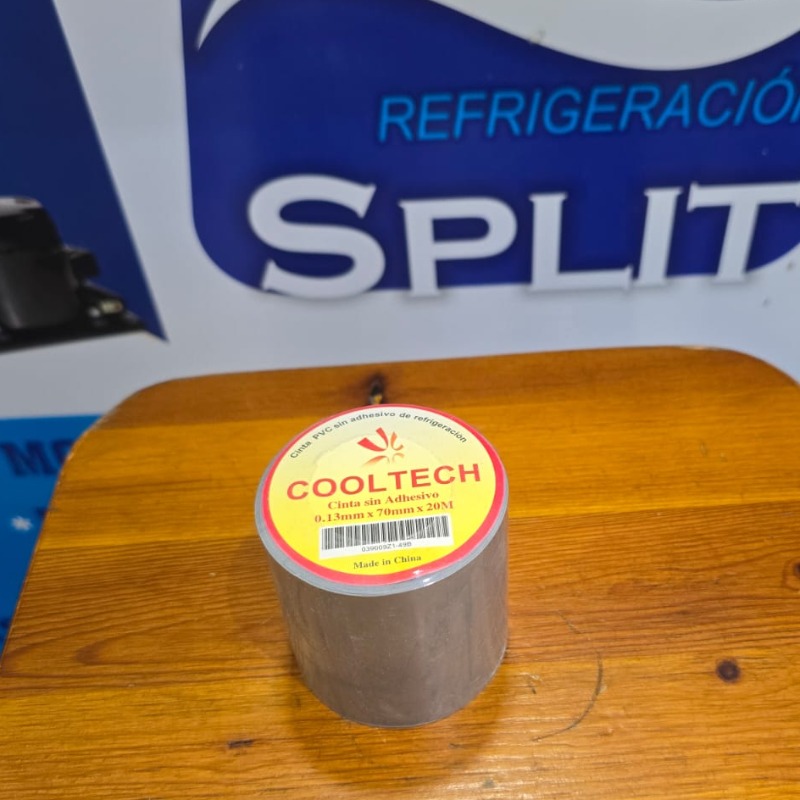 REFRIGERACIÓN
SPLIT
Cinta PVC sin adhesivo de refrigeracion
COOLTECH
Cinta sin Adhesivo
0.13mm x 70mm x 20M
Made in China